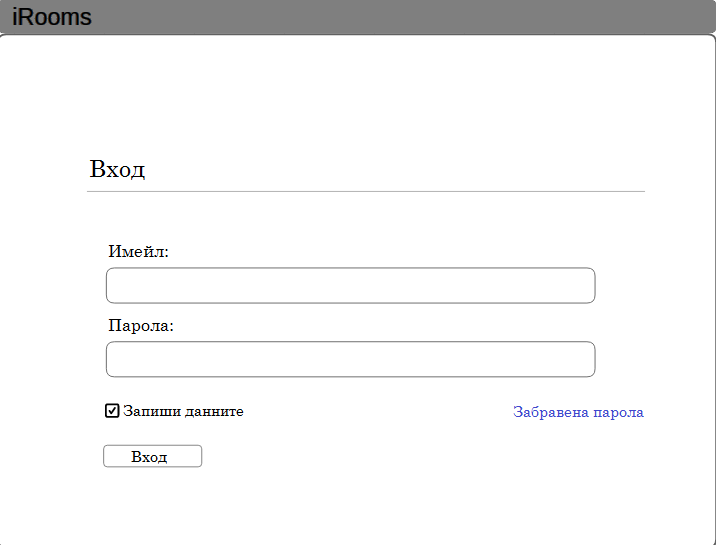 iRooms
Вход
Имейл:
Парола:
Запиши данните
Забравена парола
Вход